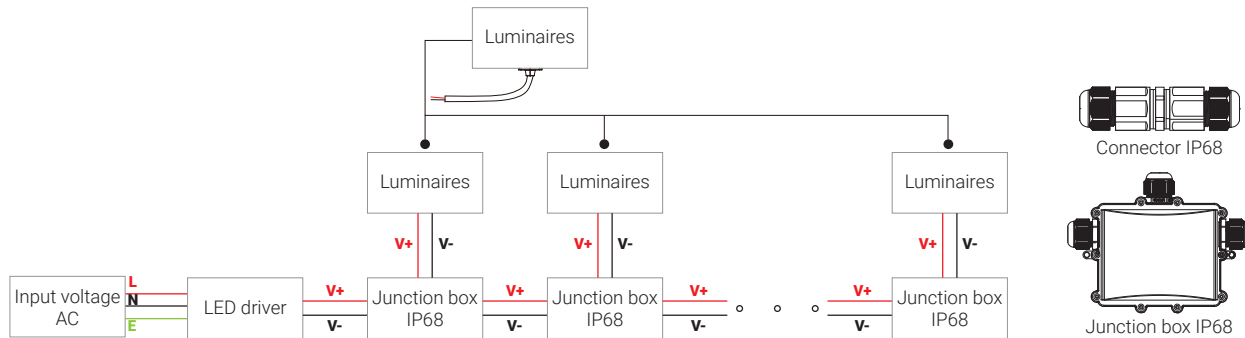 Luminaires
Connector IP68
Luminaires
Luminaires
Luminaires
V+
V-
V+
V-
V+
V-
Input voltage
AC
L
N
E
LED driver
V+
V-
Junction box
IP68
V+
V-
Junction box
IP68
V+
V-
V+
V-
Junction box
IP68
Junction box IP68